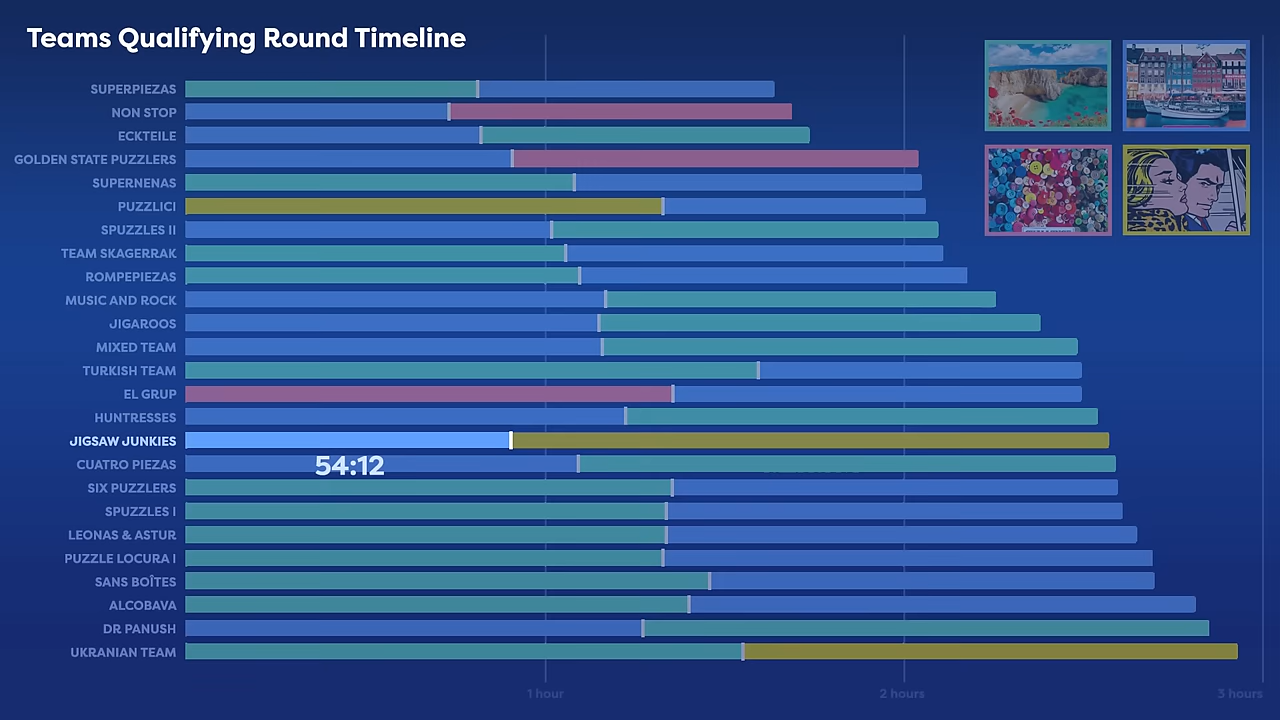 Teams Qualifying Round Timeline
SUPERPIEZAS
NON STOP
ECKTEILE
GOLDEN STATE PUZZLERS
SUPERNENAS
PUZZLICI
SPUZZLES II
TEAM SKAGERRAK
ROMPEPIEZAS
MUSIC AND ROCK
JIGAROOS
MIXED TEAM
TURKISH TEAM
EL GRUP
HUNTRESSES
JIGSAW JUNKIES
CUATRO PIEZAS
54:12
SIX PUZZLERS
SPUZZLES I
LEONAS & ASTUR
PUZZLE LOCURA I
SANS BOÎTES
ALCOBAVA
DR PANUSH
UKRANIAN TEAM
1 hour
2 hours
3 hours